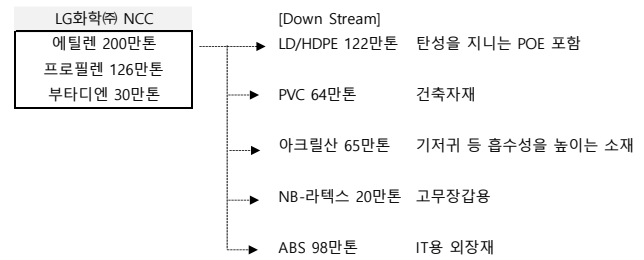 LG화학㈜ NCC
에틸렌 200만톤
프로필렌 126만톤
부타디엔 30만톤
[Down Stream]
LD/HDPE 122만톤 탄성을 지니는 POE 포함
PVC 64만톤 건축자재
아크릴산 65만톤 기저귀 등 흡수성을 높이는 소재
NB-라텍스 20만톤 고무장갑용
ABS 98만톤 IT용 외장재